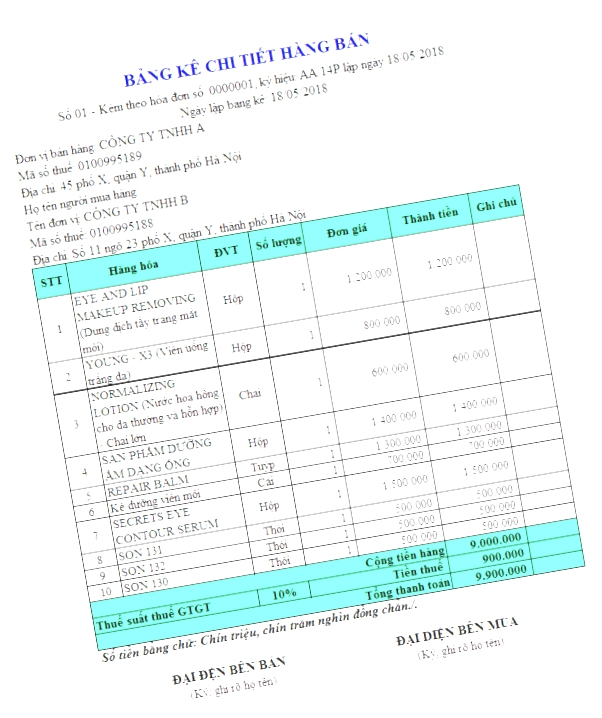 BẢNG KÊ CHI TIẾT HÀNG BÁN
Số 01 - Kèm theo hóa đơn số 0000001, ký hiệu AA 14P lập ngày 18/05/2018
Ngày lập bảng kê 18/05/2018
Đơn vị bán hàng CÔNG TY TNHH A
Mã số thuế 0100995189
Địa chỉ 45 phố X, quận Y, thành phố Hà Nội
Họ tên người mua hàng
Tên đơn vị CÔNG TY TNHH B
Mã số thuế 0100995188
Địa chỉ Số 11 ngõ 23 phố X, quận Y, thành phố Hà Nội
STT Hàng hóa ĐVT Số lượng Đơn giá Thành tiền Ghi chú
1 EYE AND LIP MAKEUP REMOVING (Dung dịch tẩy trang mắt môi) Hộp 1 1.200.000 1.200.000
2 YOUNG - X3 (Viên uống trắng da) Hộp 1 800.000 800.000
3 NORMALIZING LOTION (Nước hoa hồng cho da thường và hỗn hợp) - Chai lớn Chai 1 600.000 600.000
4 SẢN PHẨM DƯỠNG ẨM DẠNG ỐNG Hộp 1 1.400.000 1.400.000
5 REPAIR BALM Tuýp 1 1.300.000 1.300.000
6 Kẻ đường viền môi Cái 1 700.000 700.000
7 SECRETS EYE CONTOUR SERUM Hộp 1 1.500.000 1.500.000
8 SON 131 Thỏi 1 500.000 500.000
9 SON 132 Thỏi 1 500.000 500.000
10 SON 130 Thỏi 1 500.000 500.000
Cộng tiền hàng 9.000.000
Thuế suất thuế GTGT 10% Tiền thuế 900.000
Tổng thanh toán 9.900.000
Số tiền bằng chữ: Chín triệu, chín trăm nghìn đồng chẵn./.
ĐẠI DIỆN BÊN BÁN ĐẠI DIỆN BÊN MUA
(Ký, ghi rõ họ tên) (Ký, ghi rõ họ tên)